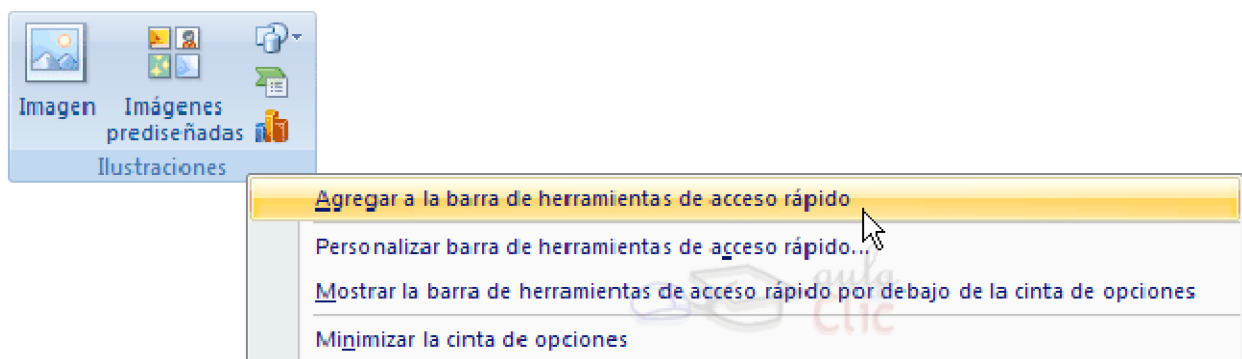 Imagen
Imágenes
prediseñadas
Ilustraciones
Agregar a la barra de herramientas de acceso rápido
Personalizar barra de herramientas de acceso rápido...
Mostrar la barra de herramientas de acceso rápido por debajo de la cinta de opciones
Minimizar la cinta de opciones
aula
Clic